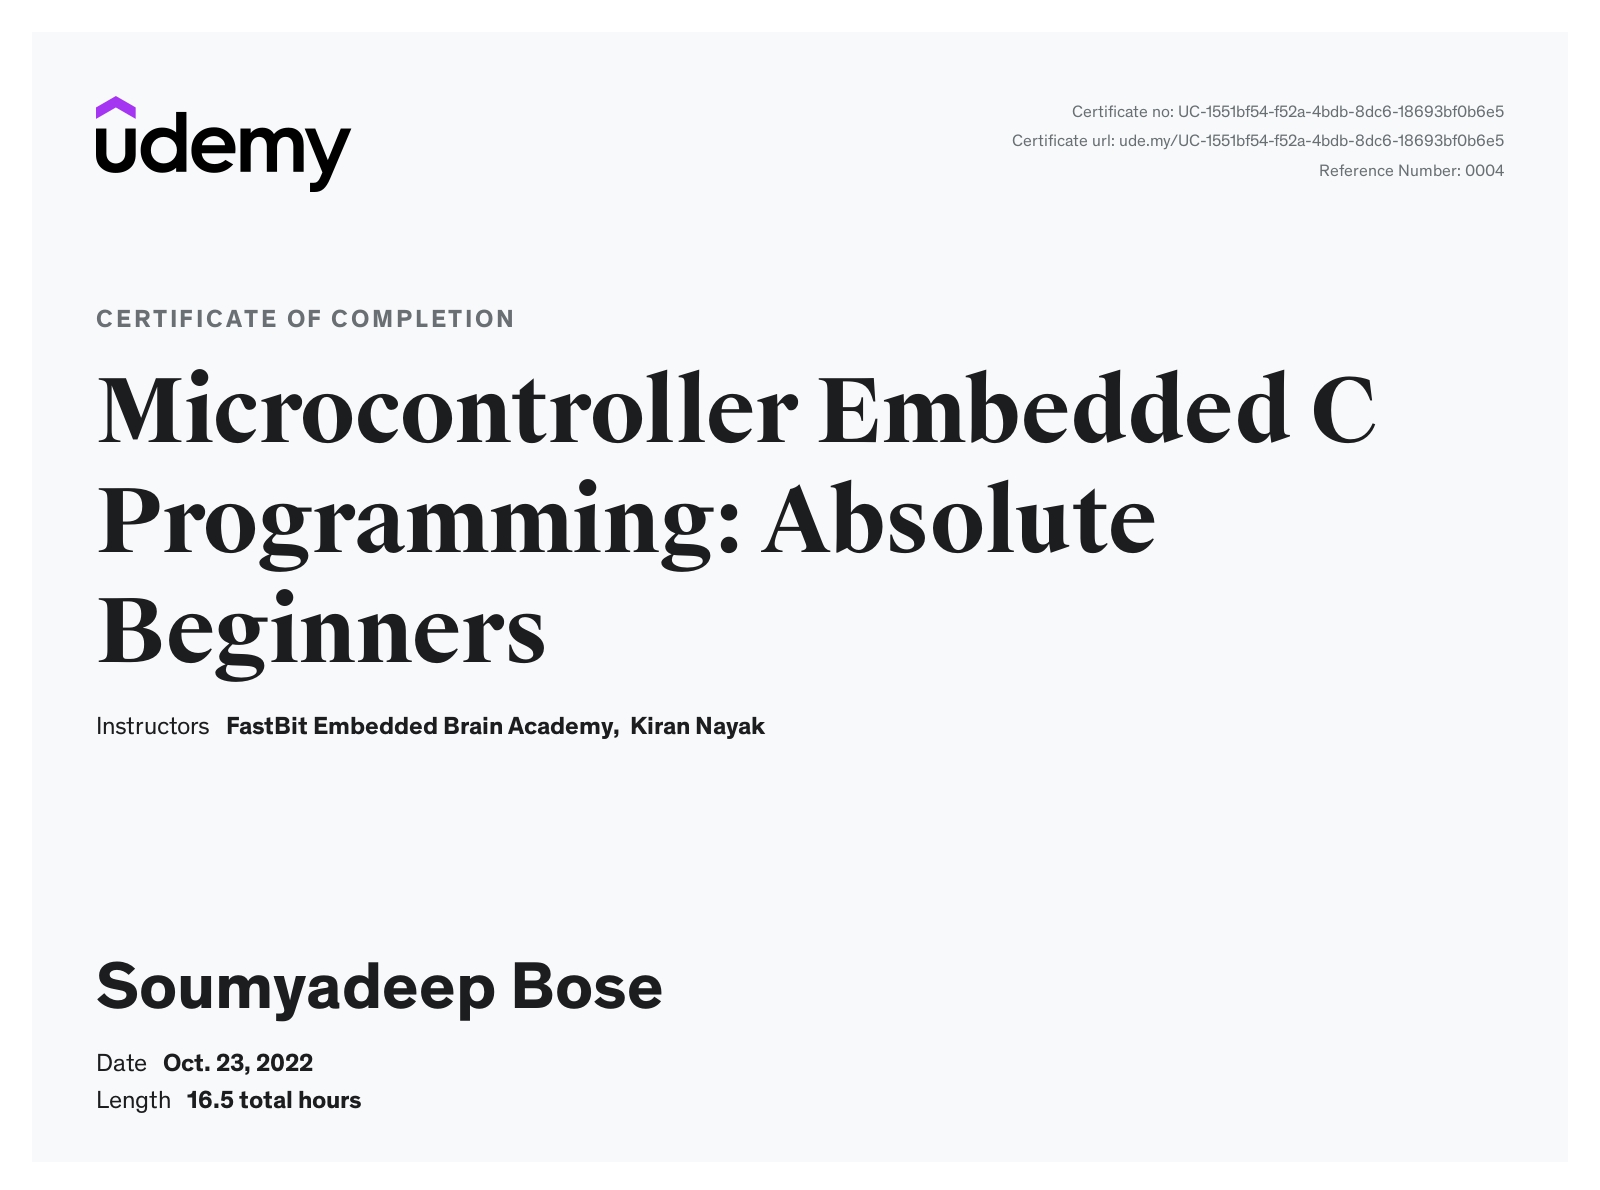 udemy
Certificate no: UC-1551bf54-f52a-4bdb-8dc6-18693bf0b6e5
Certificate url: ude.my/UC-1551bf54-f52a-4bdb-8dc6-18693bf0b6e5
Reference Number: 0004
CERTIFICATE OF COMPLETION
Microcontroller Embedded C
Programming: Absolute
Beginners
Instructors FastBit Embedded Brain Academy, Kiran Nayak
Soumyadeep Bose
Date Oct. 23, 2022
Length 16.5 total hours